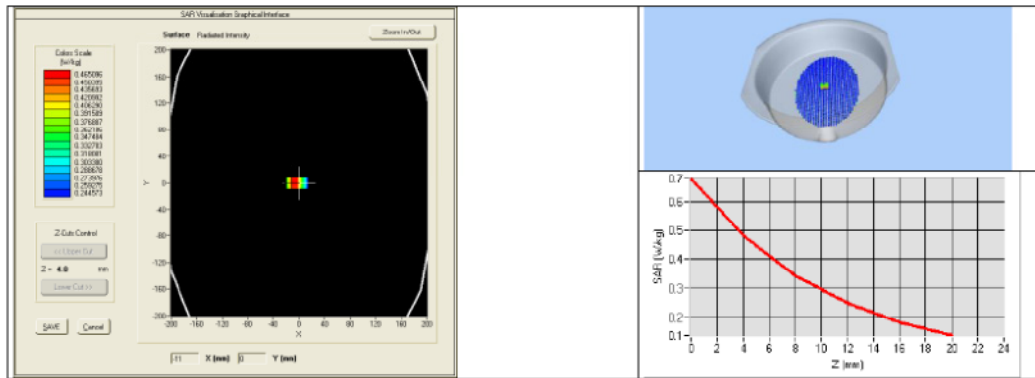 SAR Visualisation Graphical Interface
Surface Radiated Intensity
Zoom In/Out
Colors Scale
(W/kg)
0.465096
0.450395
0.435693
0.420992
0.406290
0.391589
0.376887
0.362186
0.347484
0.332783
0.318081
0.303380
0.288678
0.273976
0.259275
0.244573
200
160
120
80
40
0
-40
-80
-120
-160
-200
Y
-200 -160 -120 -80 -40 0 40 80 120 160 200
X
Z-Cuts Control
<< Upper Cut
Z - 4.0 mm
Lower Cut >>
SAVE Cancel
X (mm) 0 Y (mm)
0.7
0.6
0.5
0.4
0.3
0.2
0.1
SAR (W/kg)
0 2 4 6 8 10 12 14 16 18 20 22 24
Z (mm)